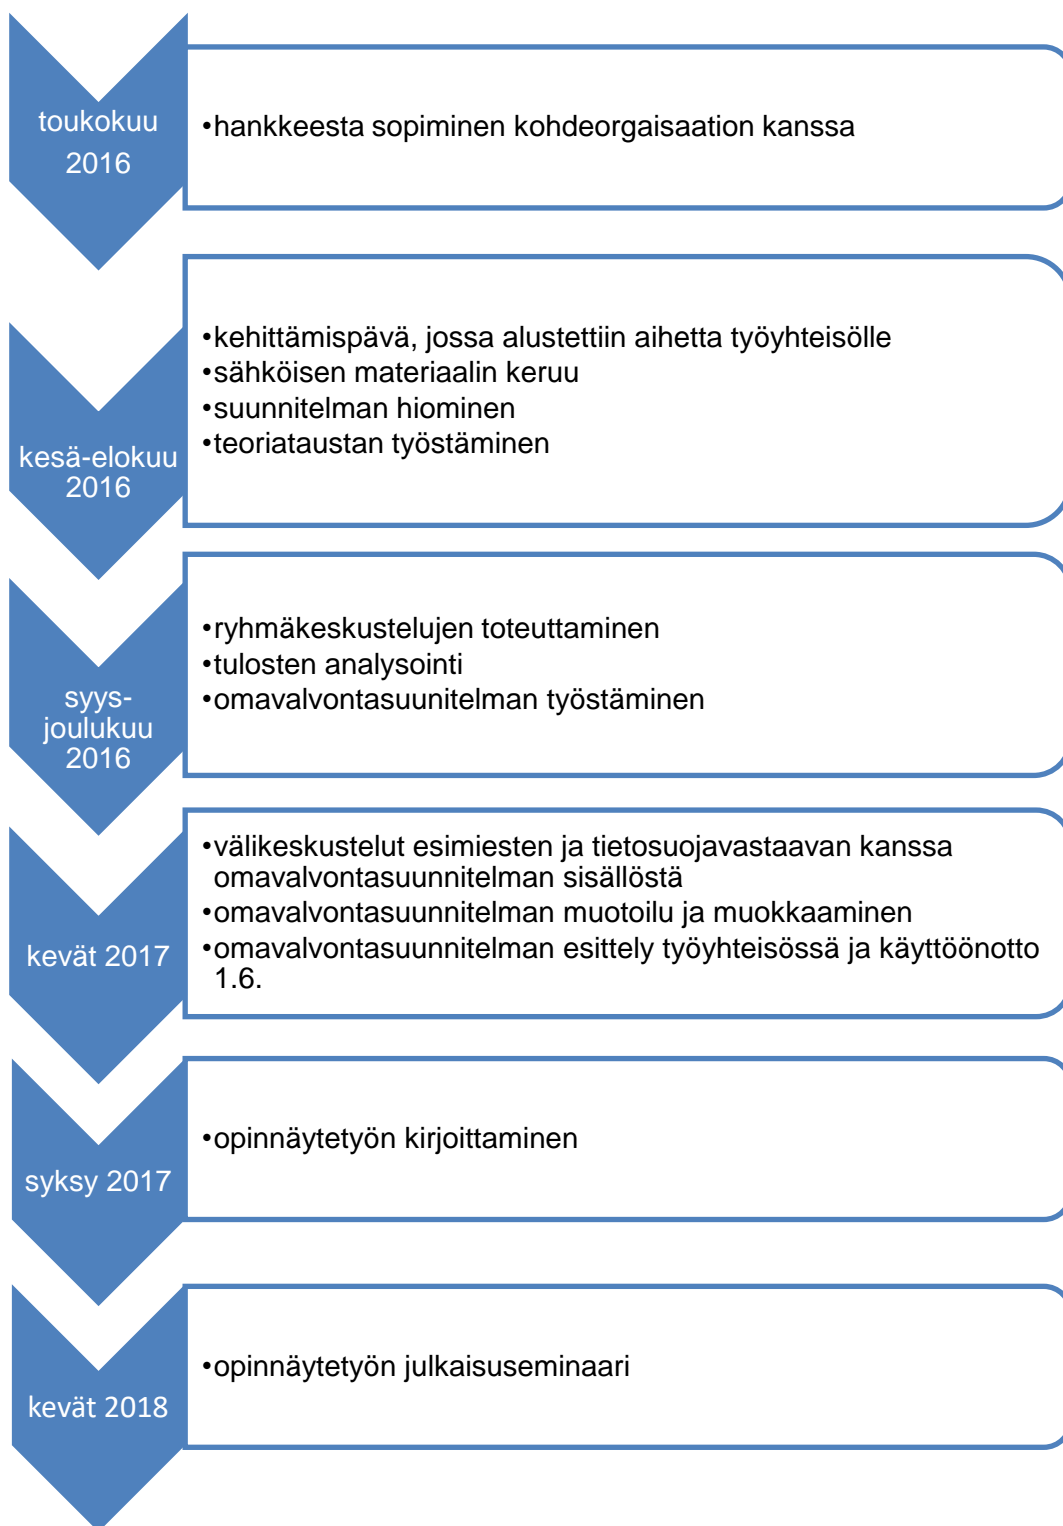 toukokuu
2016
•hankkeesta sopiminen kohdeorgaisaation kanssa
kesä-elokuu
2016
•kehittämispävä, jossa alustettiin aihetta työyhteisölle
•sähköisen materiaalin keruu
•suunnitelman hiominen
•teoriataustan työstäminen
syys-
joulukuu
2016
•ryhmäkeskustelujen toteuttaminen
•tulosten analysointi
•omavalvontasuunitelman työstäminen
kevät 2017
•välikeskustelut esimiesten ja tietosuojavastaavan kanssa
omavalvontasuunnitelman sisällöstä
•omavalvontasuunnitelman muotoilu ja muokkaaminen
•omavalvontasuunnitelman esittely työyhteisössä ja käyttöönotto
1.6.
syksy 2017
•opinnäytetyön kirjoittaminen
kevät 2018
•opinnäytetyön julkaisuseminaari